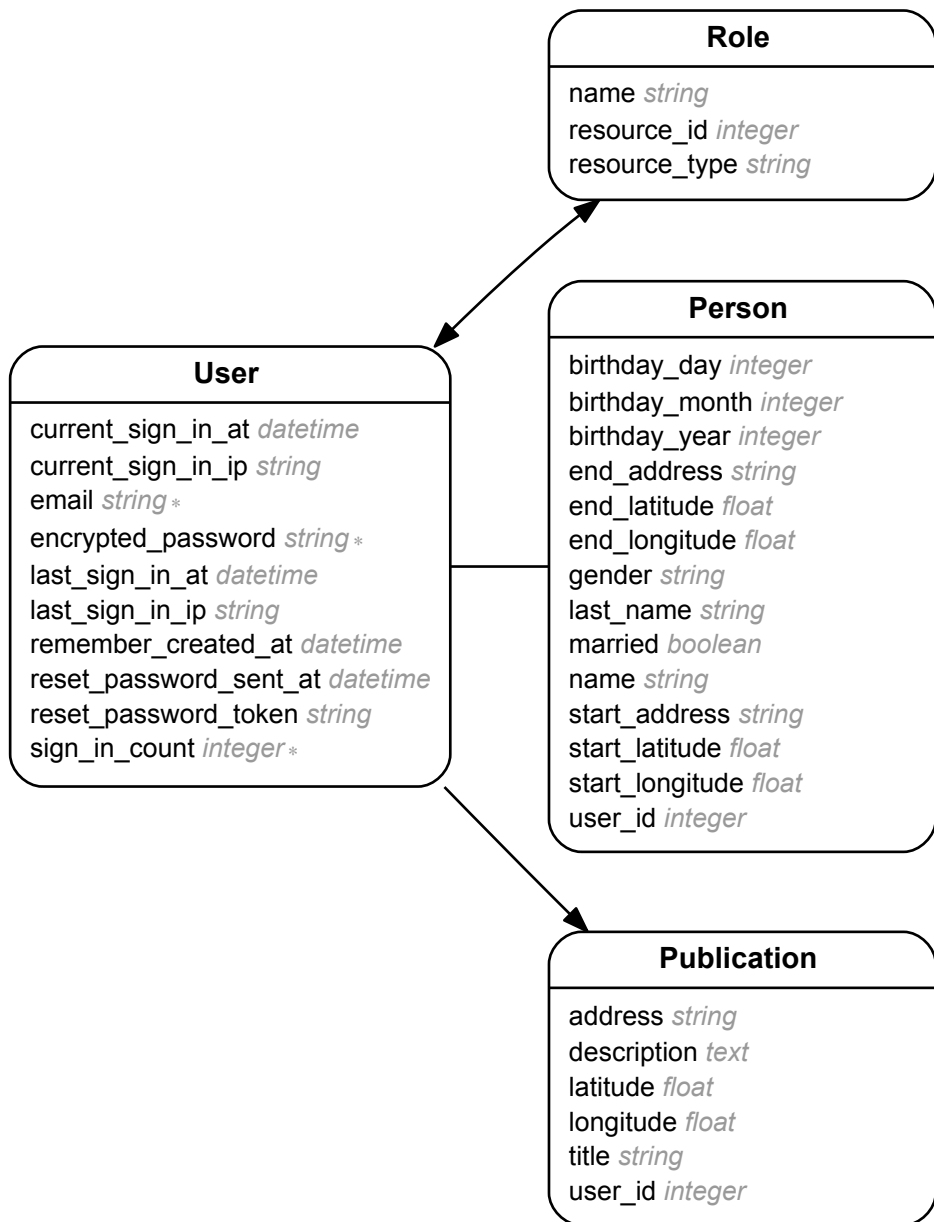 Role
name string
resource_id integer
resource_type string
Person
birthday_day integer
birthday_month integer
birthday_year integer
end_address string
end_latitude float
end_longitude float
gender string
last_name string
married boolean
name string
start_address string
start_latitude float
start_longitude float
user_id integer
User
current_sign_in_at datetime
current_sign_in_ip string
email string *
encrypted_password string *
last_sign_in_at datetime
last_sign_in_ip string
remember_created_at datetime
reset_password_sent_at datetime
reset_password_token string
sign_in_count integer *
Publication
address string
description text
latitude float
longitude float
title string
user_id integer